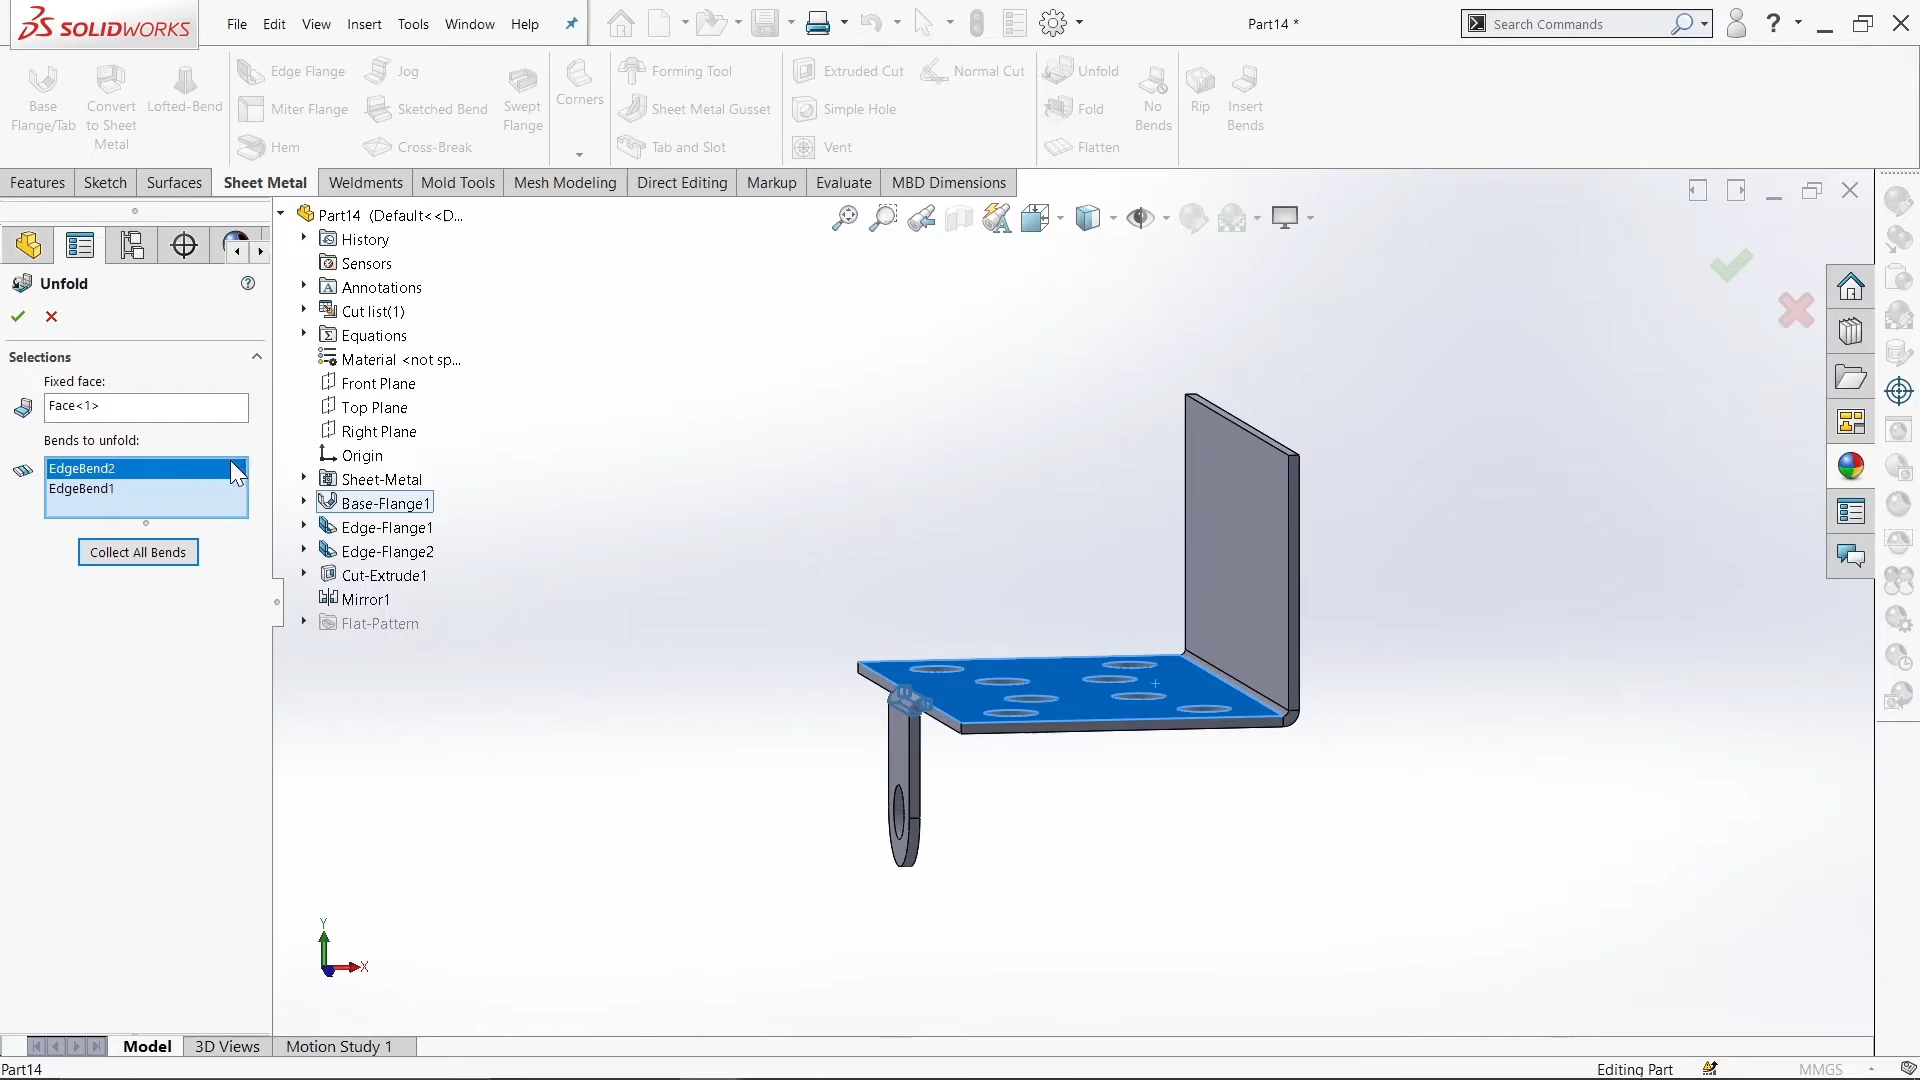 SOLIDWORKS
File Edit View Insert Tools Window Help
Part14 *
Search Commands
Base Flange/Tab
Convert to Sheet Metal
Lofted-Bend
Edge Flange
Miter Flange
Hem
Jog
Sketched Bend
Cross-Break
Swept Flange
Corners
Forming Tool
Sheet Metal Gusset
Tab and Slot
Extruded Cut
Simple Hole
Vent
Normal Cut
Unfold
Fold
Flatten
No Bends
Rip
Insert Bends
Features Sketch Surfaces Sheet Metal Weldments Mold Tools Mesh Modeling Direct Editing Markup Evaluate MBD Dimensions
Unfold
Selections
Fixed face:
Face<1>
Bends to unfold:
EdgeBend2
EdgeBend1
Collect All Bends
Part14 (Default<<D...
History
Sensors
Annotations
Cut list(1)
Equations
Material <not sp...
Front Plane
Top Plane
Right Plane
Origin
Sheet-Metal
Base-Flange1
Edge-Flange1
Edge-Flange2
Cut-Extrude1
Mirror1
Flat-Pattern
Y
X
Model 3D Views Motion Study 1
Part14
Editing Part
MMGS